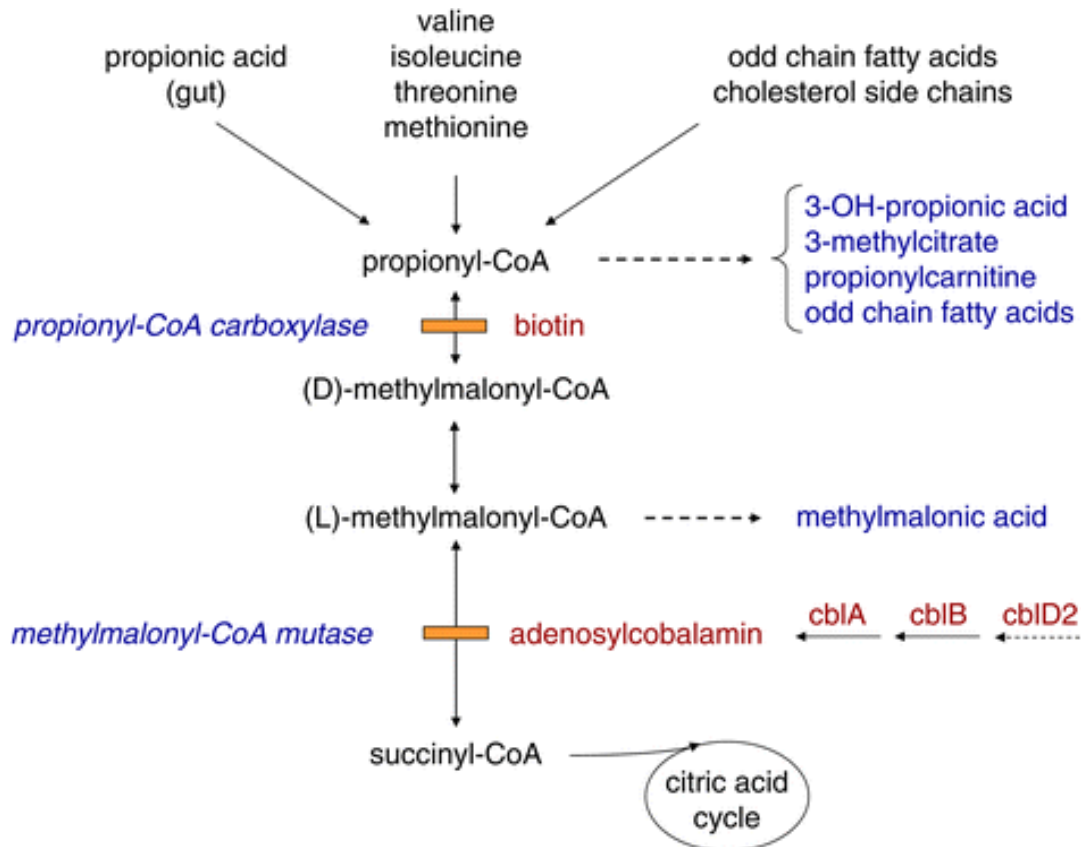 propionic acid
(gut)
valine
isoleucine
threonine
methionine
odd chain fatty acids
cholesterol side chains
propionyl-CoA
3-OH-propionic acid
3-methylcitrate
propionylcarnitine
odd chain fatty acids
propionyl-CoA carboxylase
biotin
(D)-methylmalonyl-CoA
(L)-methylmalonyl-CoA
methylmalonic acid
methylmalonyl-CoA mutase
adenosylcobalamin
cblA
cblB
cblD2
succinyl-CoA
citric acid
cycle